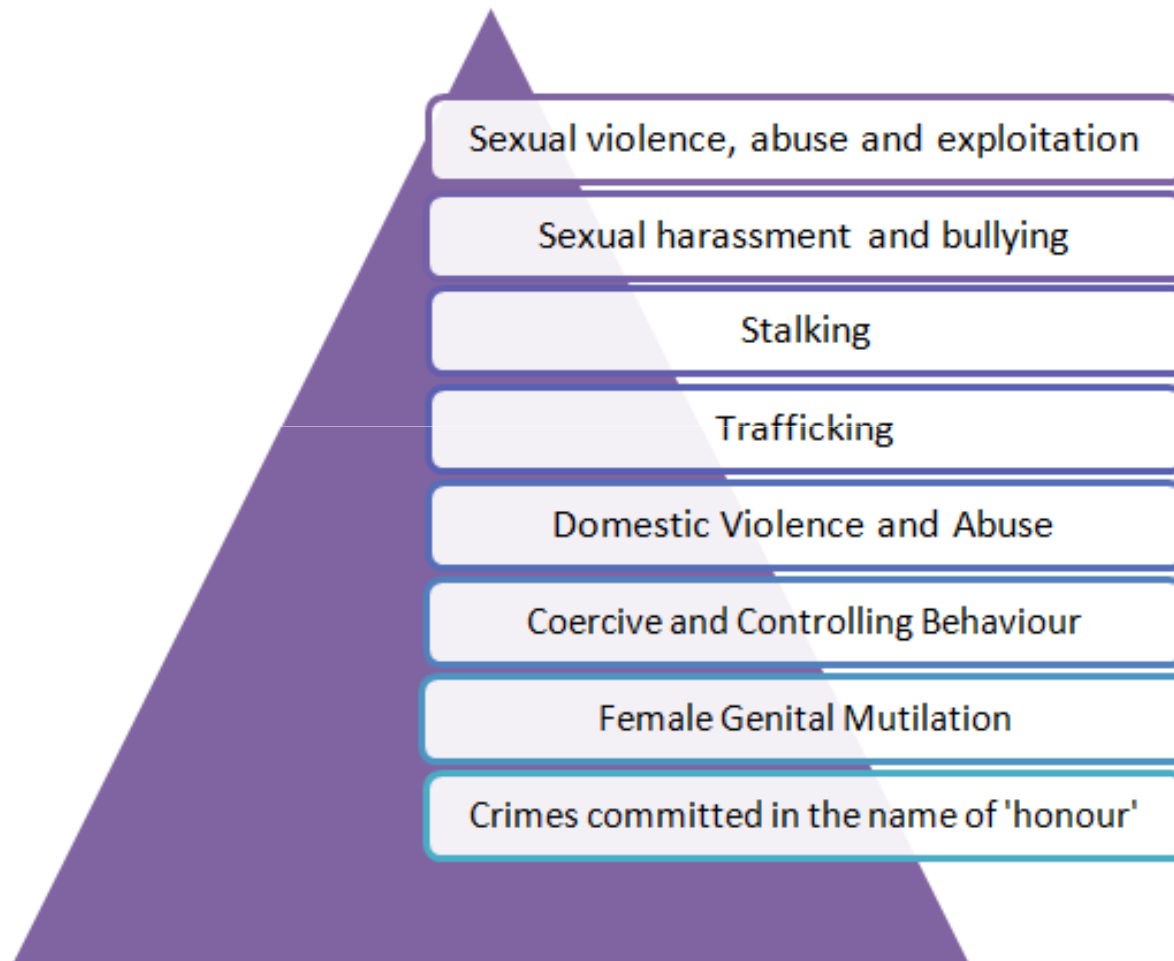 Sexual violence, abuse and exploitation
Sexual harassment and bullying
Stalking
Trafficking
Domestic Violence and Abuse
Coercive and Controlling Behaviour
Female Genital Mutilation
Crimes committed in the name of 'honour'